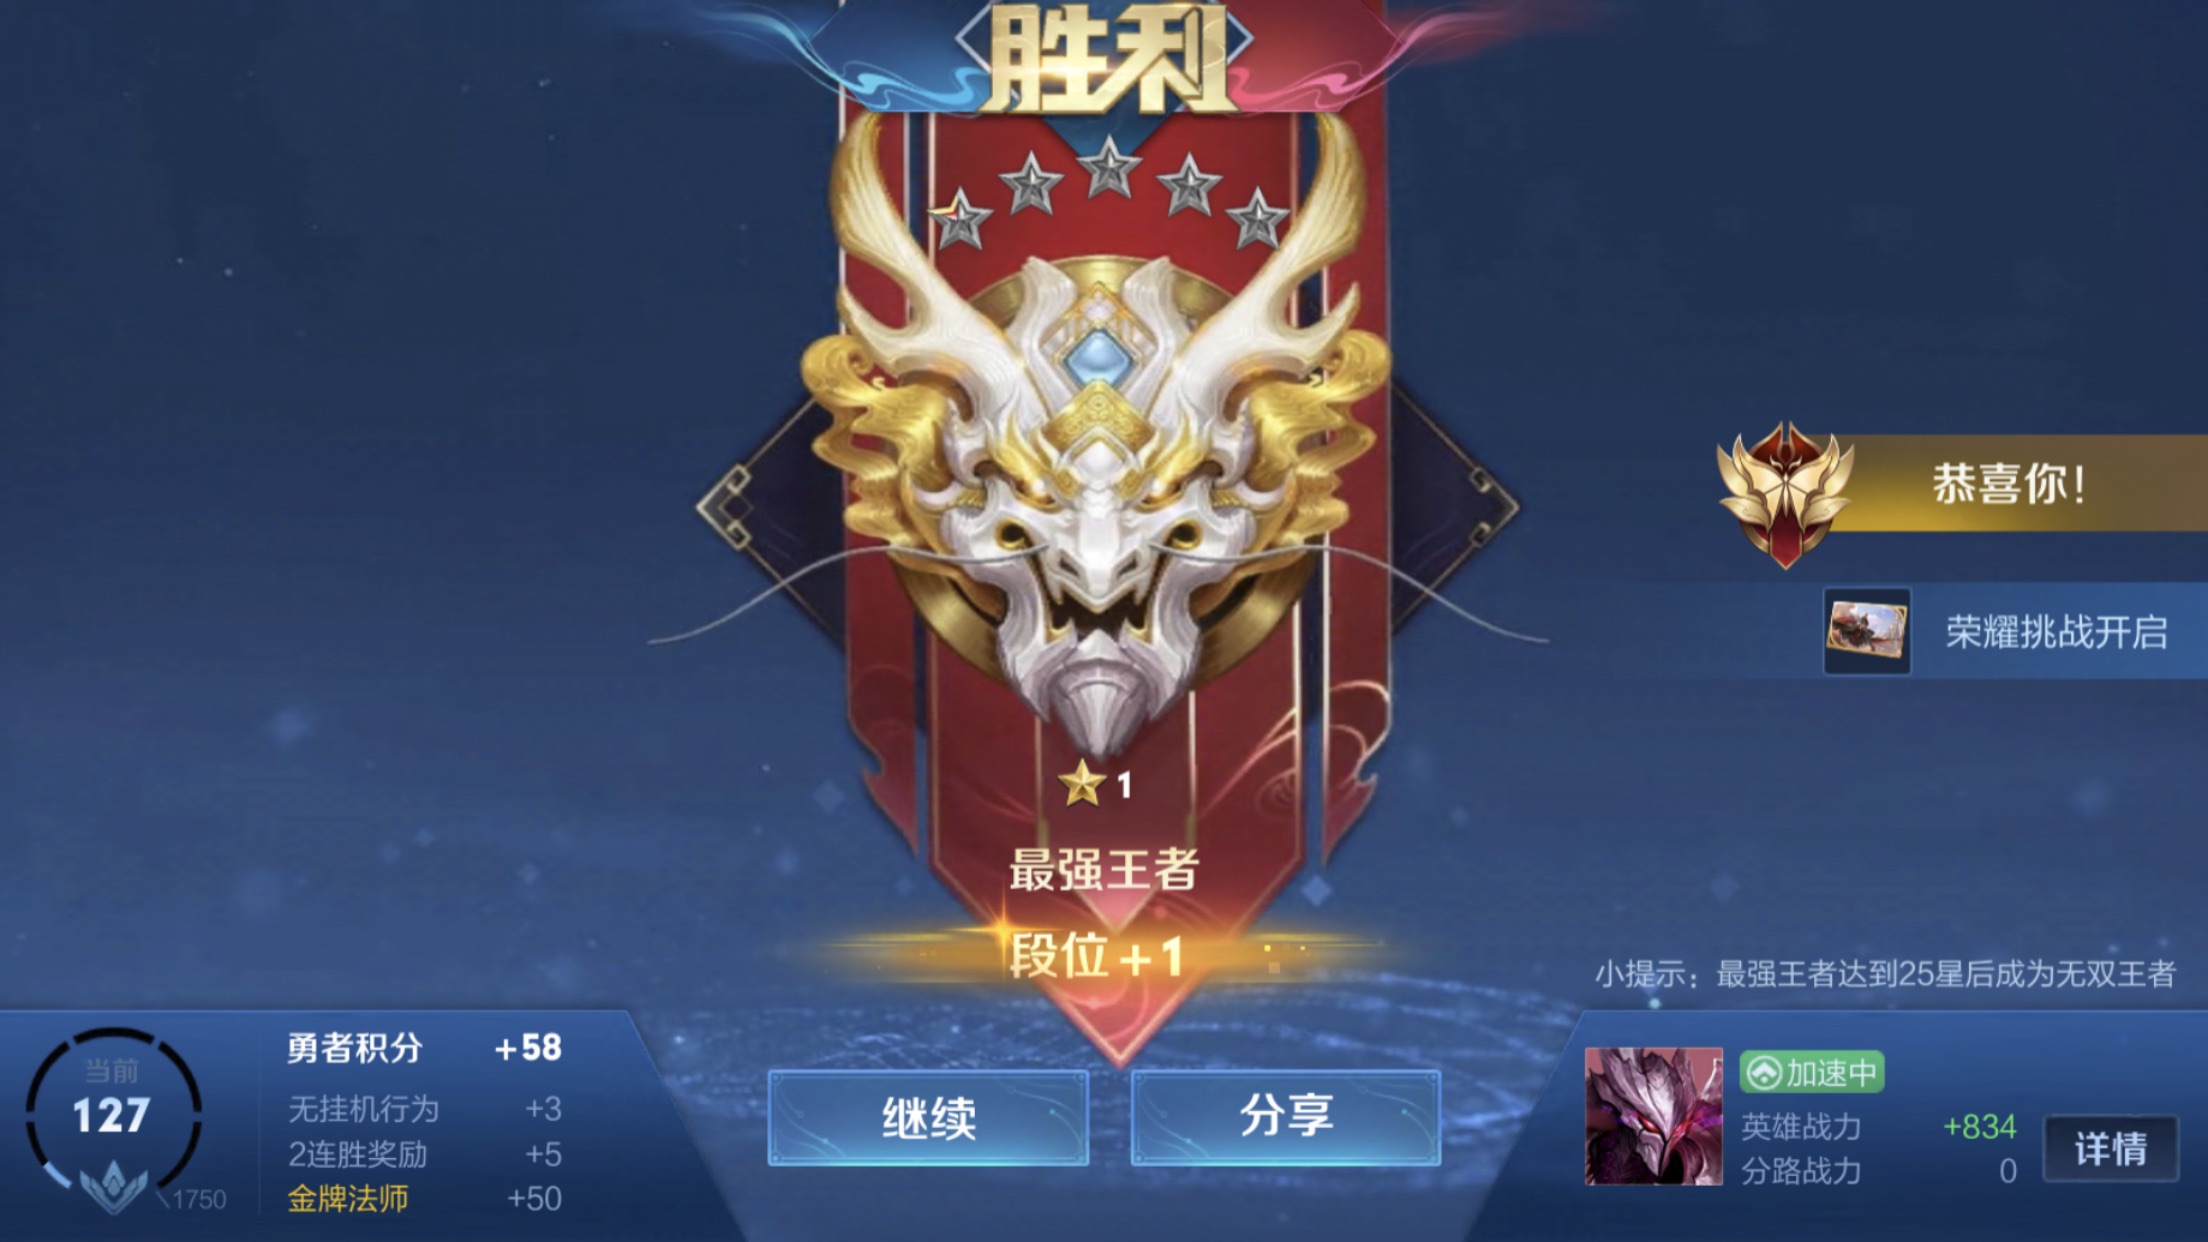 胜利
恭喜你!
荣耀挑战开启
1
最强王者
段位+1
小提示：最强王者达到25星后成为无双王者
当前
127
1750
勇者积分 +58
无挂机行为 +3
2连胜奖励 +5
金牌法师 +50
继续
分享
加速中
英雄战力 +834
分路战力 0
详情